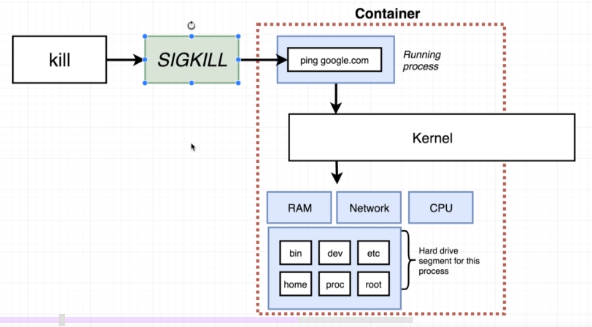 Container
kill
SIGKILL
ping google.com
Running
process
Kernel
RAM
Network
CPU
bin
dev
etc
home
proc
root
Hard drive
segment for this
process